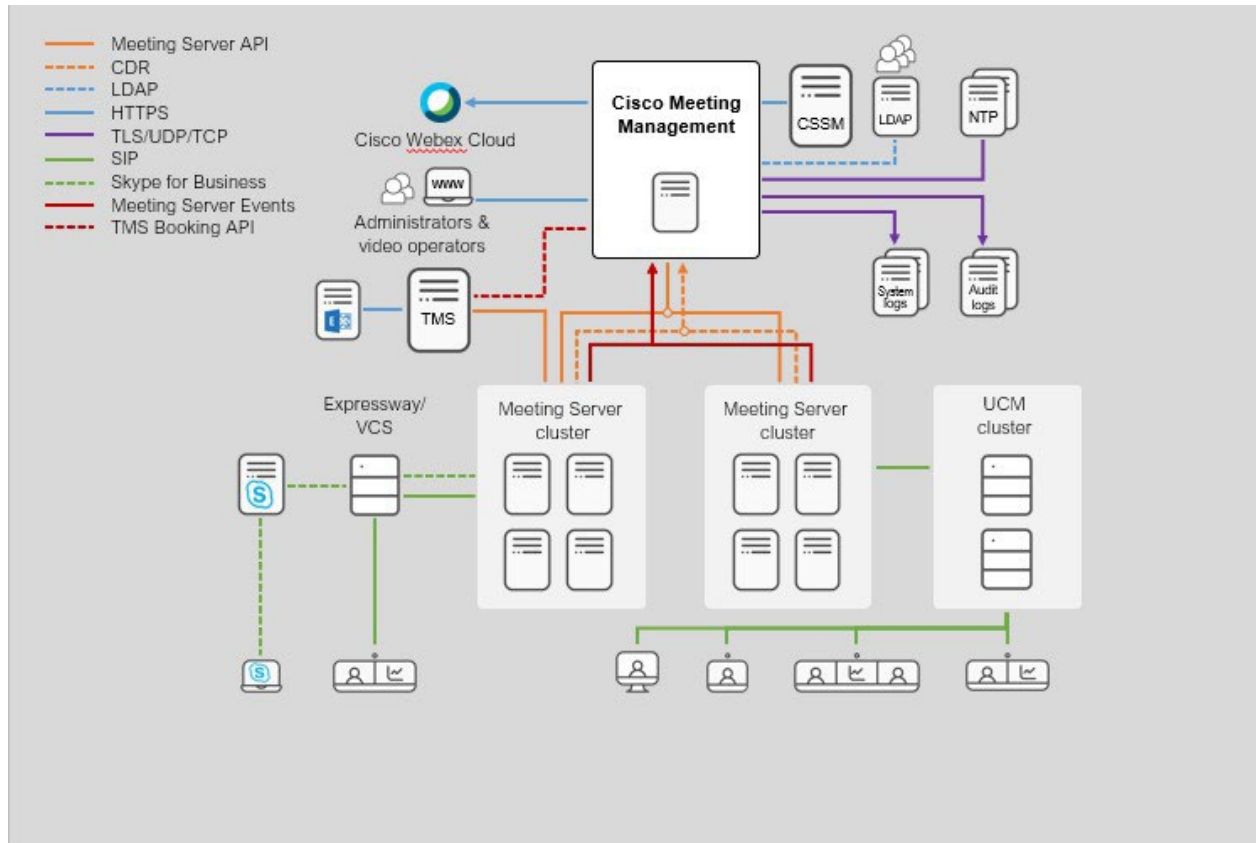 Meeting Server API
CDR
LDAP
HTTPS
TLS/UDP/TCP
SIP
Skype for Business
Meeting Server Events
TMS Booking API
Cisco Webex Cloud
www
Administrators &
video operators
TMS
E
Cisco Meeting
Management
CSSM
LDAP
NTP
System
logs
Audit
logs
Expressway/
VCS
S
S
Meeting Server
cluster
Meeting Server
cluster
UCM
cluster